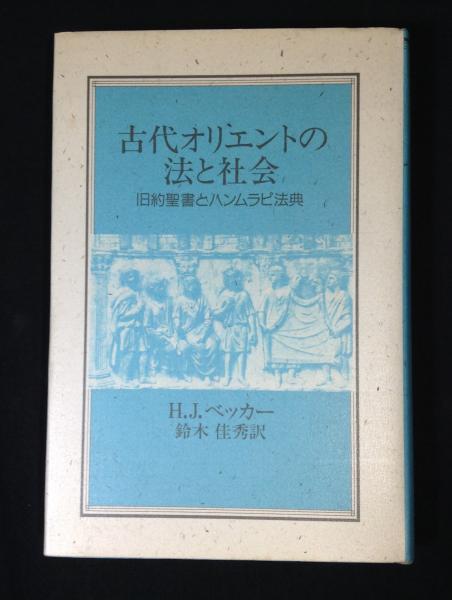 古代オリエントの
法と社会
旧約聖書とハンムラピ法典
H.J.ベッカー
鈴木 佳秀訳